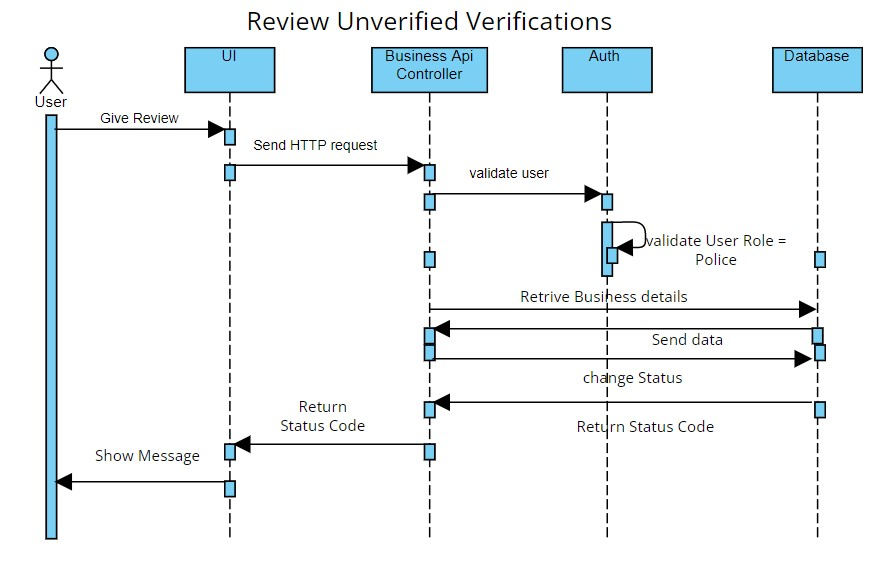 Review Unverified Verifications
User
UI
Business Api
Controller
Auth
Database
Give Review
Send HTTP request
validate user
validate User Role =
Police
Retrive Business details
Send data
change Status
Return Status Code
Return
Status Code
Show Message